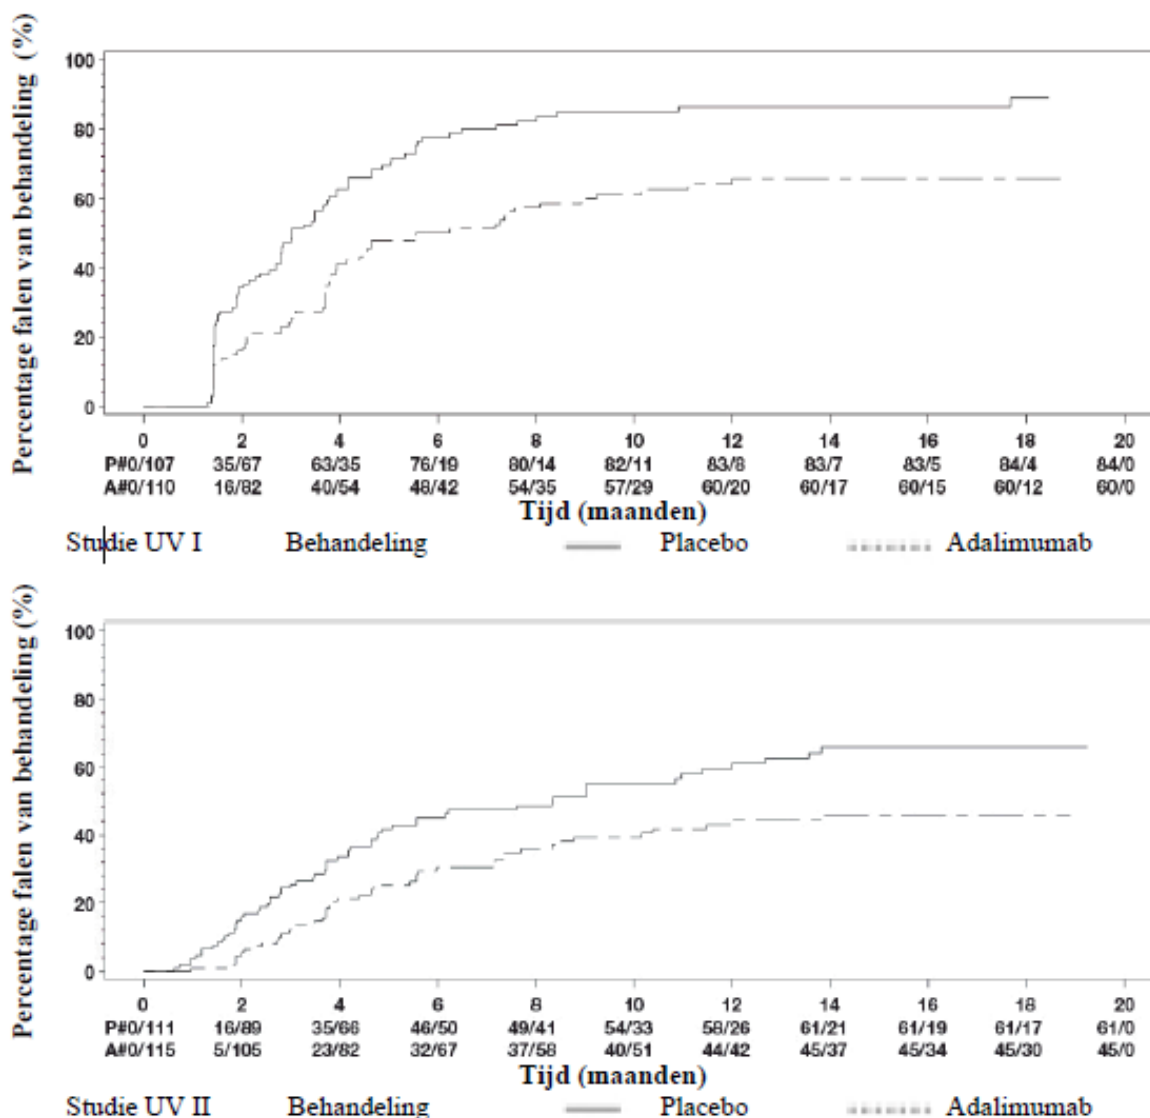 Percentage falen van behandeling (%)
100
80
60
40
20
0
0 2 4 6 8 10 12 14 16 18 20
P#0/107 35/67 63/35 76/19 80/14 82/11 83/8 83/7 83/5 84/4 84/0
A#0/110 16/82 40/54 48/42 54/35 57/29 60/20 60/17 60/15 60/12 60/0
Tijd (maanden)
Studie UV I Behandeling Placebo Adalimumab
Percentage falen van behandeling (%)
100
80
60
40
20
0
0 2 4 6 8 10 12 14 16 18 20
P#0/111 16/89 35/66 46/50 49/41 54/33 58/26 61/21 61/19 61/17 61/0
A#0/115 5/105 23/82 32/67 37/58 40/51 44/42 45/37 45/34 45/30 45/0
Tijd (maanden)
Studie UV II Behandeling Placebo Adalimumab